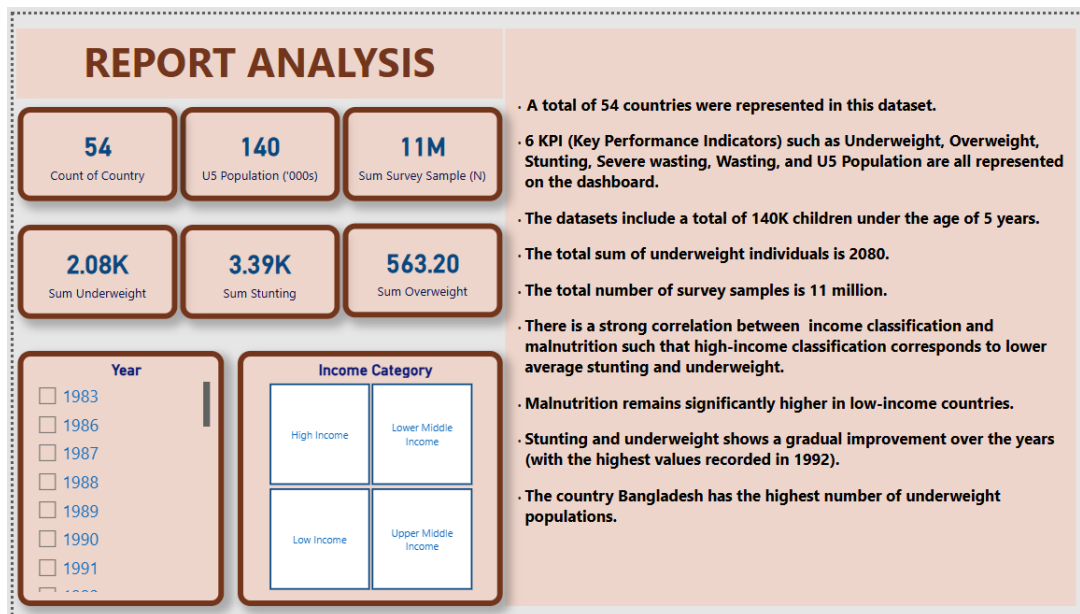 REPORT ANALYSIS
54
Count of Country
140
U5 Population ('000s)
11M
Sum Survey Sample (N)
2.08K
Sum Underweight
3.39K
Sum Stunting
563.20
Sum Overweight
Year
1983
1986
1987
1988
1989
1990
1991
Income Category
High Income
Lower Middle
Income
Low Income
Upper Middle
Income
· A total of 54 countries were represented in this dataset.
· 6 KPI (Key Performance Indicators) such as Underweight, Overweight,
Stunting, Severe wasting, Wasting, and U5 Population are all represented
on the dashboard.
· The datasets include a total of 140K children under the age of 5 years.
· The total sum of underweight individuals is 2080.
· The total number of survey samples is 11 million.
· There is a strong correlation between  income classification and
malnutrition such that high-income classification corresponds to lower
average stunting and underweight.
· Malnutrition remains significantly higher in low-income countries.
· Stunting and underweight shows a gradual improvement over the years
(with the highest values recorded in 1992).
· The country Bangladesh has the highest number of underweight
populations.